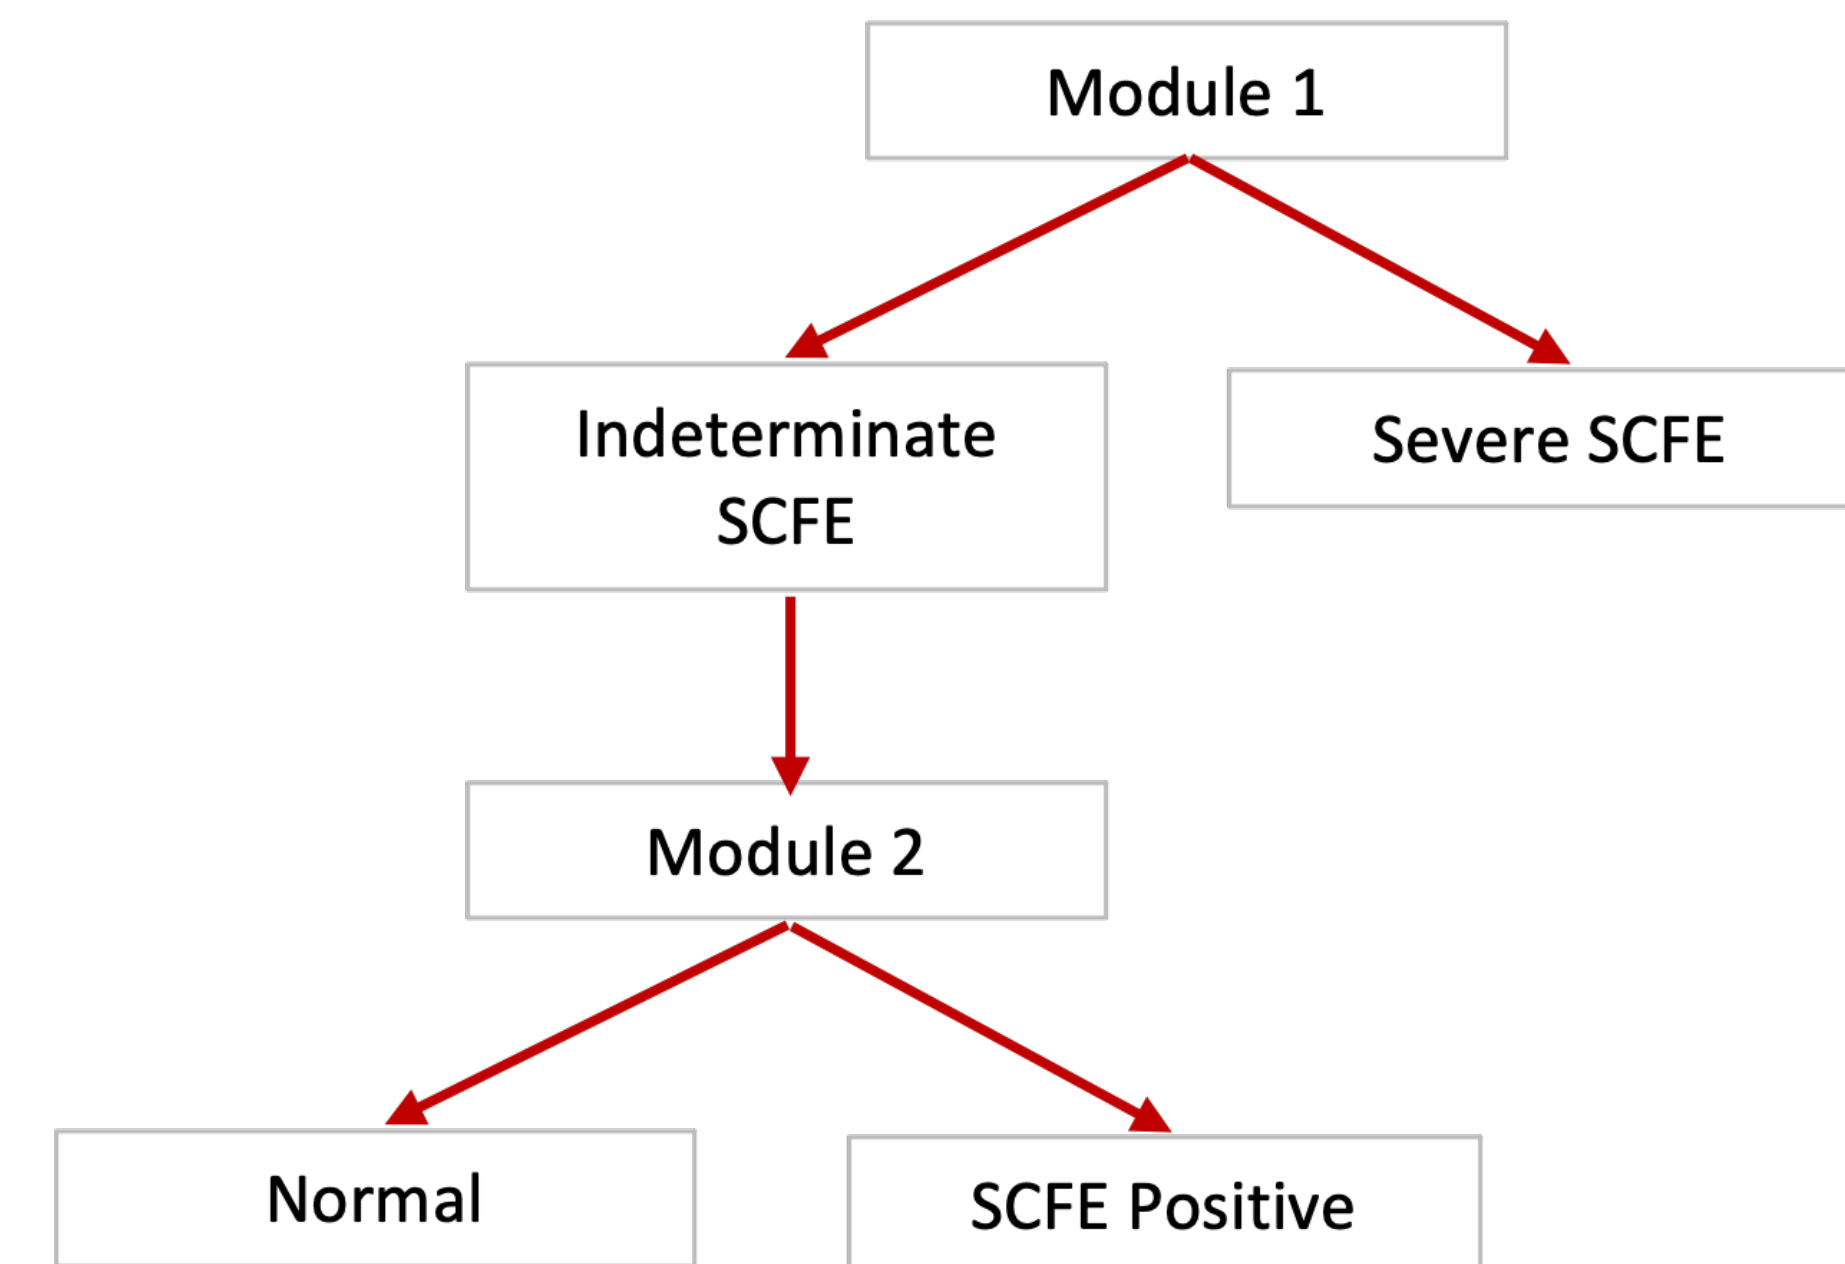 Module 1
Indeterminate
SCFE
Severe SCFE
Module 2
Normal
SCFE Positive